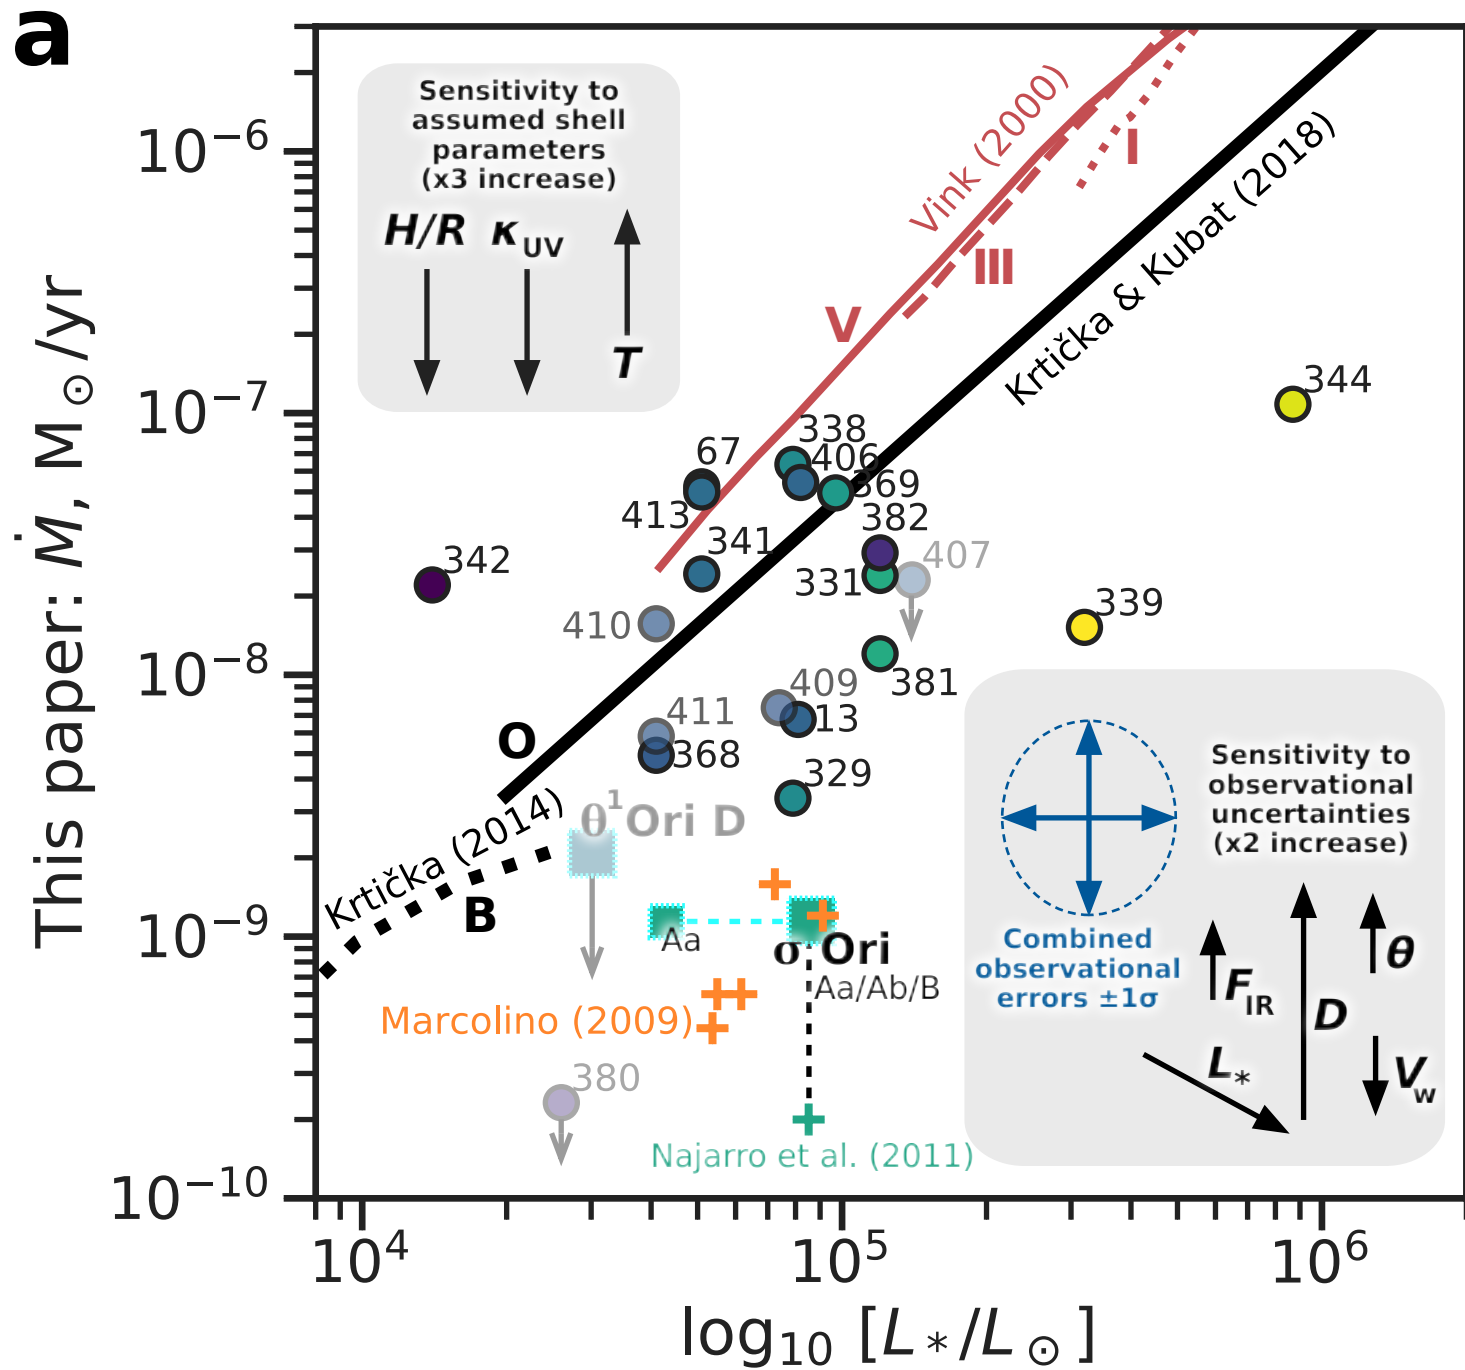 a
This paper: Ṁ, M⊙/yr
10⁻⁶
10⁻⁷
10⁻⁸
10⁻⁹
10⁻¹⁰
Sensitivity to
assumed shell
parameters
(x3 increase)
H/R κUV
T
Vink (2000)
I
III
V
Krtička & Kubat (2018)
344
338
67
406
369
413
382
341
407
342
331
339
410
381
409
411
13
368
329
O
θ¹Ori D
Krtička (2014)
B
Aa
σ Ori
Aa/Ab/B
Marcolino (2009)
380
Najarro et al. (2011)
Sensitivity to
observational
uncertainties
(x2 increase)
Combined
observational
errors ±1σ
F_IR
θ
D
L*
V_w
10⁴ 10⁵ 10⁶
log₁₀ [L*/L⊙]